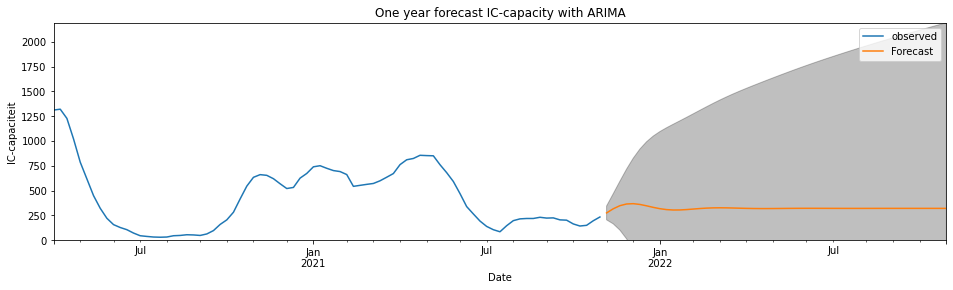 One year forecast IC-capacity with ARIMA
observed
Forecast
IC-capaciteit
2000
1750
1500
1250
1000
750
500
250
0
Jul
Jan
2021
Jul
Jan
2022
Jul
Date